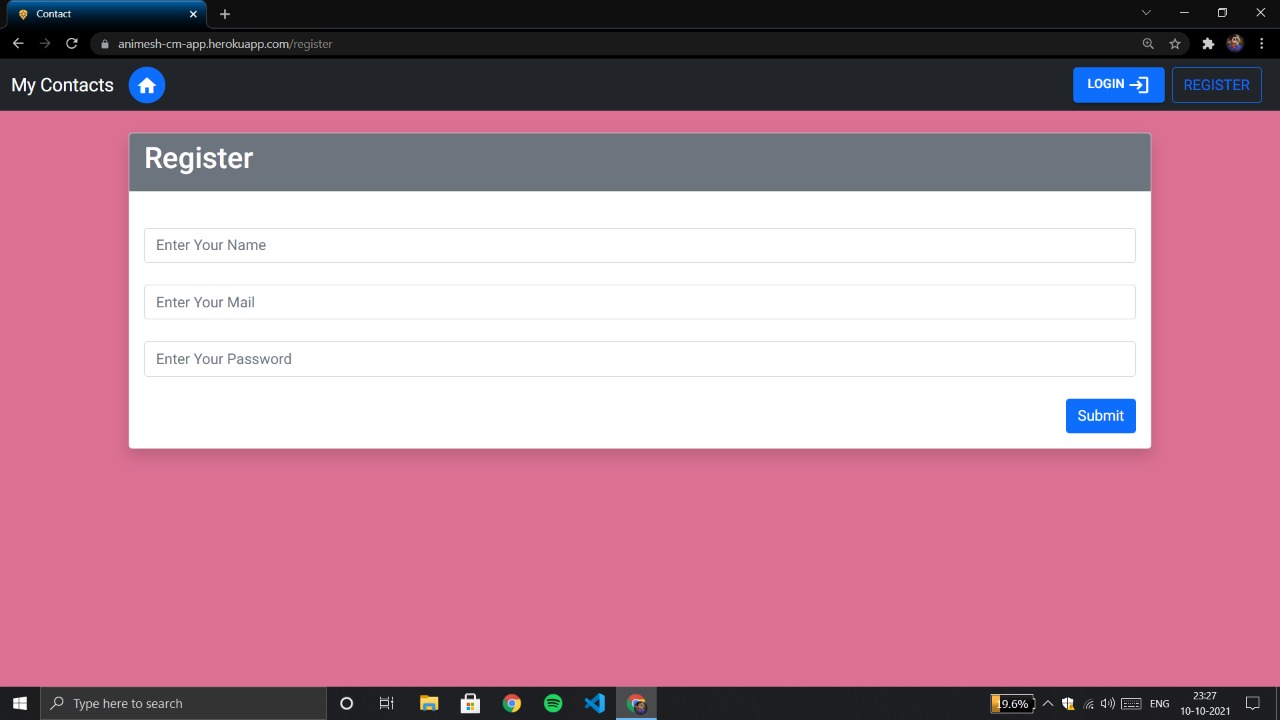 Contact
animesh-cm-app.herokuapp.com/register
My Contacts
LOGIN
REGISTER
Register
Enter Your Name
Enter Your Mail
Enter Your Password
Submit
Type here to search
19.6%
ENG
23:27
10-10-2021